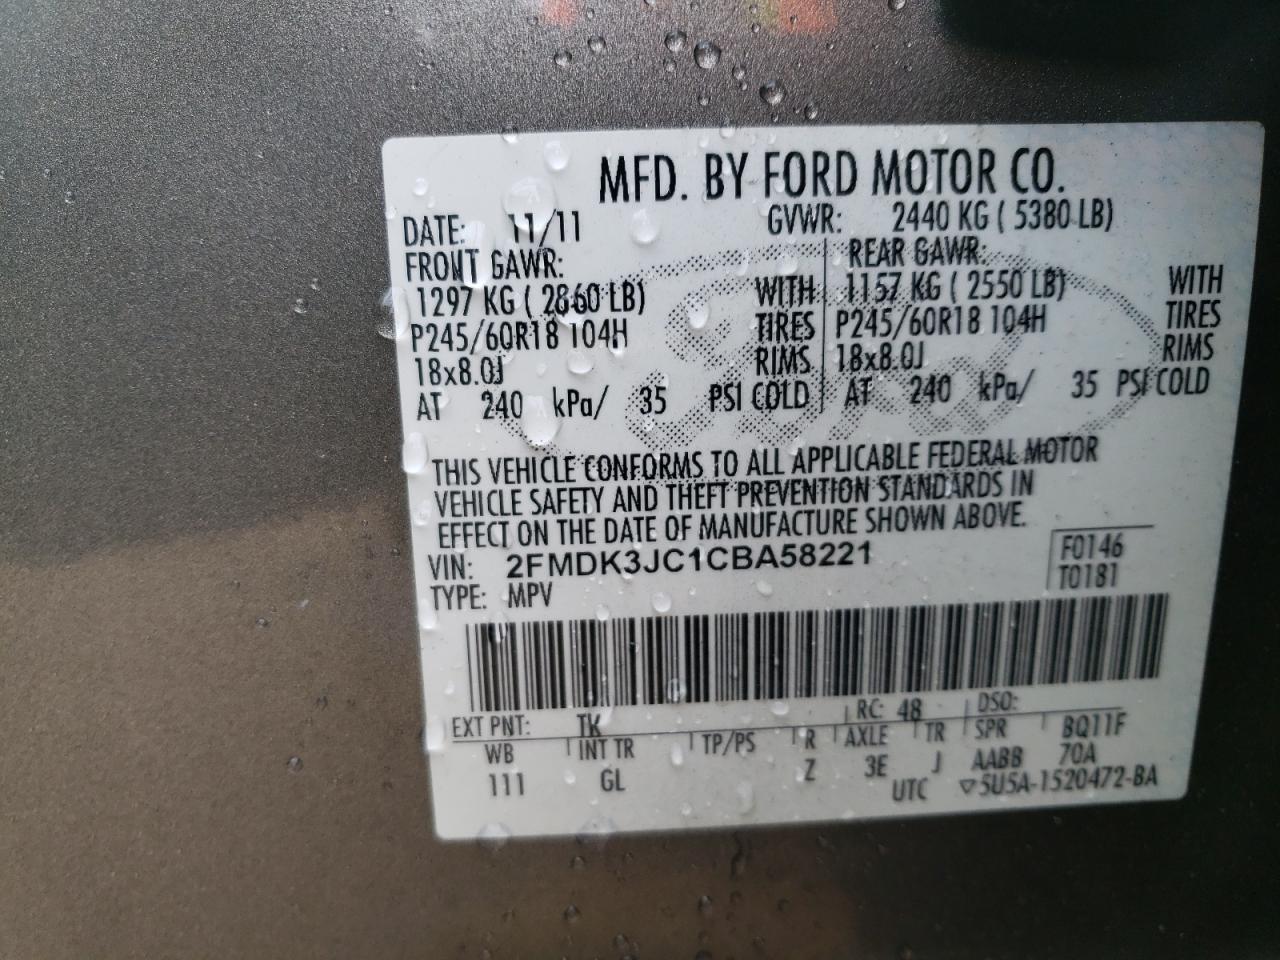 MFD. BY FORD MOTOR CO.
DATE: 11/11 GVWR: 2440 KG ( 5380 LB)
FRONT GAWR: REAR GAWR:
1297 KG ( 2860 LB) WITH 1157 KG ( 2550 LB) WITH
P245/60R18 104H TIRES P245/60R18 104H TIRES
18x8.0J RIMS 18x8.0J RIMS
AT 240 kPa/ 35 PSI COLD AT 240 kPa/ 35 PSI COLD
THIS VEHICLE CONFORMS TO ALL APPLICABLE FEDERAL MOTOR
VEHICLE SAFETY AND THEFT PREVENTION STANDARDS IN
EFFECT ON THE DATE OF MANUFACTURE SHOWN ABOVE.
VIN: 2FMDK3JC1CBA58221 F0146
TYPE: MPV T0181
EXT PNT: TK RC: 48 DSO:
WB INT TR TP/PS R AXLE TR SPR BQ11F
111 GL Z 3E J AABB 70A
UTC ▽5U5A-1520472-BA
Ford